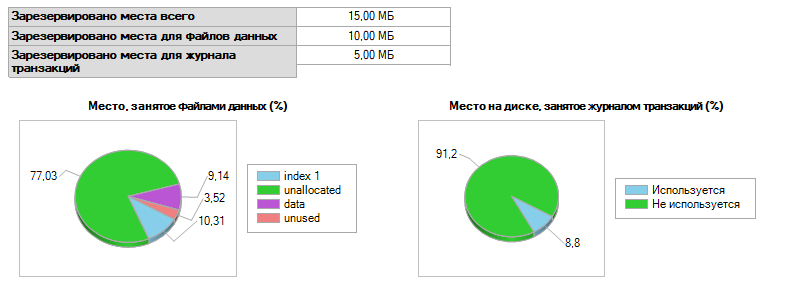 Зарезервировано места всего 15,00 МБ
Зарезервировано места для файлов данных 10,00 МБ
Зарезервировано места для журнала 5,00 МБ
транзакций
Место, занятое файлами данных (%)
77,03
9,14
3,52
10,31
index 1
unallocated
data
unused
Место на диске, занятое журналом транзакций (%)
91,2
8,8
Используется
Не используется